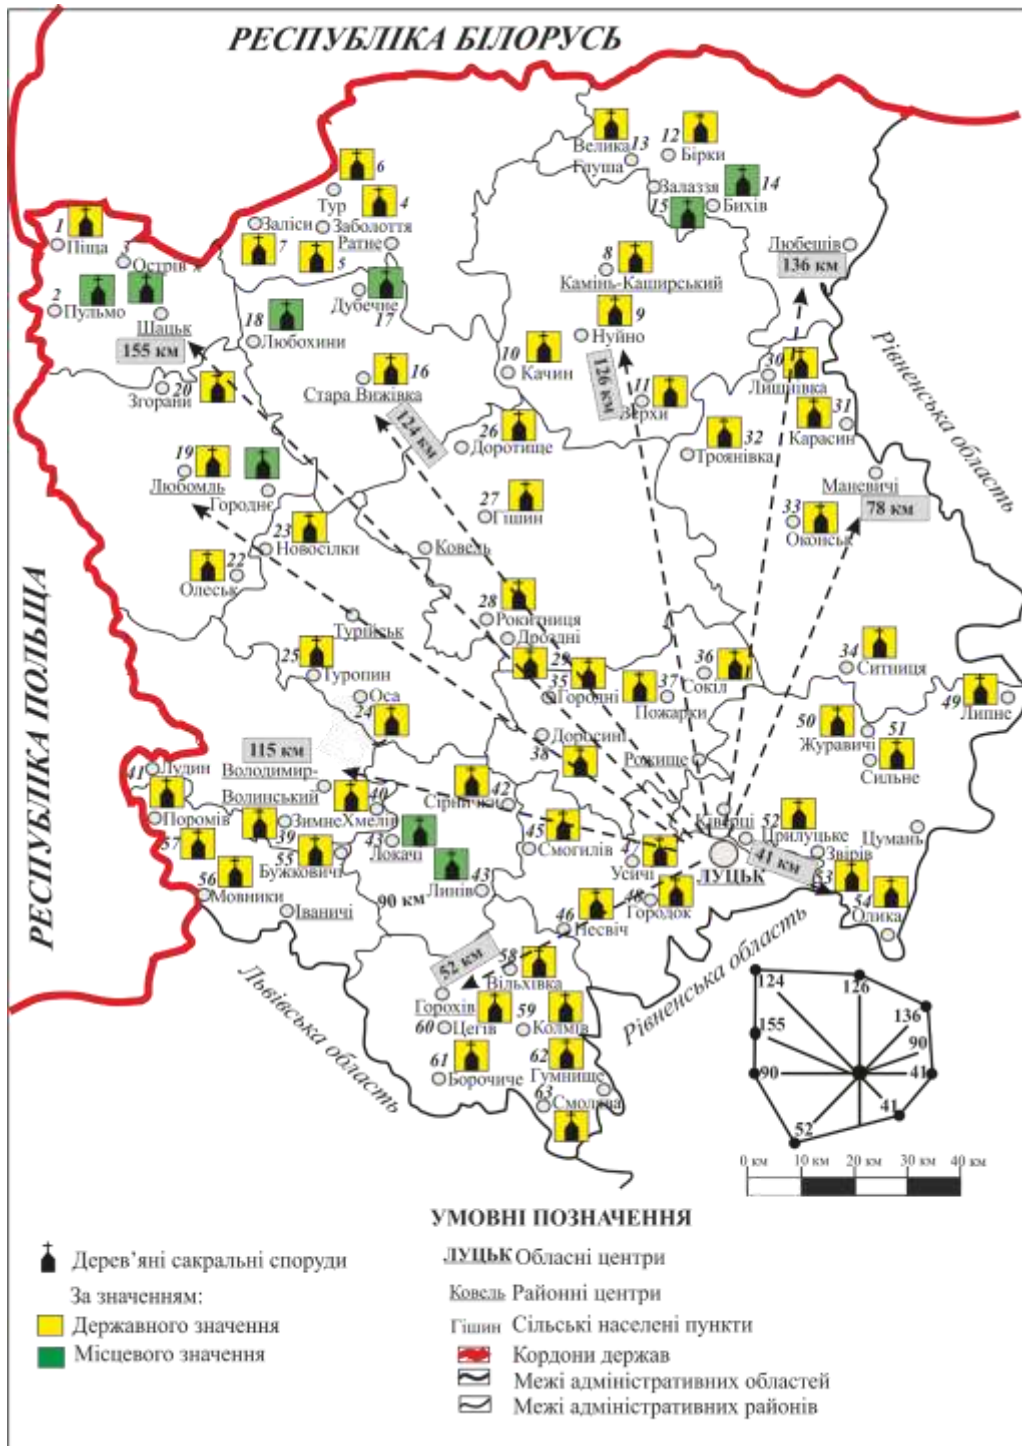 РЕСПУБЛІКА БІЛОРУСЬ
12
Велика
Глуша
13
Бірки
6
Тур
4
Заболоття
Залаззя
14
15
Бихів
1
Піща
Заліси
7
5
Ратне
3
Острів'я
Любешів
136 км
8
Камінь-Каширський
2
Пульмо
Шацьк
155 км
18
Любохини
Дубечне
17
9
Нуйно
10
Качин
126 км
30
Лишнівка
20
Згорани
16
Стара Вижівка
124 км
11
Верхи
31
Карасин
Рівненська область
26
Доротище
32
Троянівка
19
Любомль
Городнє
27
Гішин
Маневичі
78 км
33
Оконськ
23
Новосілки
Ковель
22
Олеськ
РЕСПУБЛІКА ПОЛЬЩА
28
Рокитниця
Дроздні
Турійськ
25
Туропин
29
35
Городні
36
Сокіл
37
Пожарки
34
Ситниця
Оса
24
49
Липне
50
Журавичі
51
Сильне
Доросині
38
Рожище
115 км
Володимир-
Волинський
41
Лудин
40
Сірнички
42
Поромів
57
39
Зимне
Хмелів
43
Локачі
45
Смогилів
Ківерці
52
Прилуцьке
Цумань
55
Бужковичі
47
Усичі
ЛУЦЬК
41 км
Звірів
53
56
Мовники
Іваничі
90 км
Линів
43
48
Городок
54
Олика
46
Несвіч
Львівська область
52 км
58
Вільхівка
Рівненська область
Горохів
60
Цегів
59
Колмів
61
Борочиче
62
Гумнище
63
Смолява
124
126
136
155
90
90
41
41
52
0 км
10 км
20 км
30 км
40 км
УМОВНІ ПОЗНАЧЕННЯ
Дерев’яні сакральні споруди
За значенням:
Державного значення
Місцевого значення
ЛУЦЬК Обласні центри
Ковель Районні центри
Гішин Сільські населені пункти
Кордони держав
Межі адміністративних областей
Межі адміністративних районів